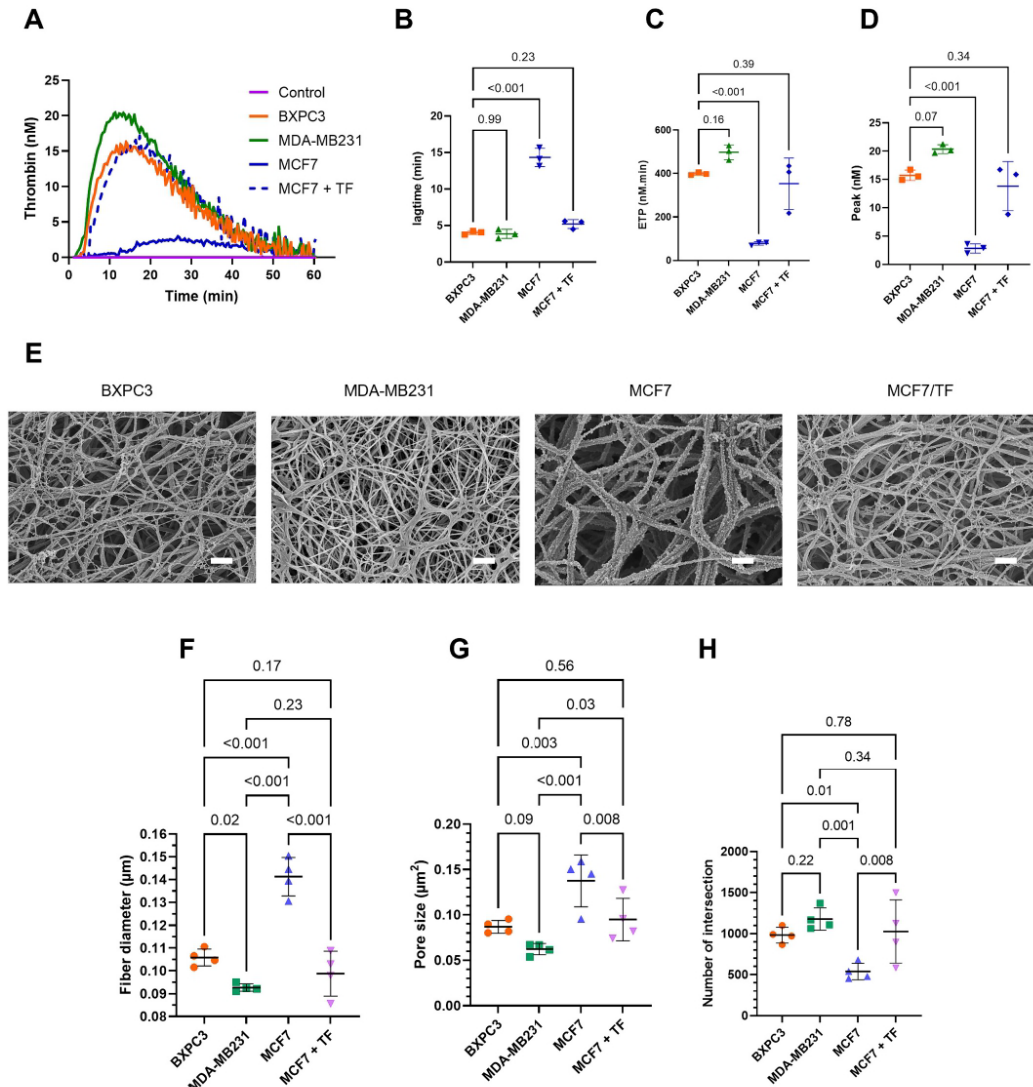 A
Thrombin (nM)
25
20
15
10
5
0
0 10 20 30 40 50 60
Time (min)
Control
BXPC3
MDA-MB231
MCF7
MCF7 + TF
B
0.23
<0.001
0.99
lagtime (min)
20
15
10
5
0
BXPC3
MDA-MB231
MCF7
MCF7 + TF
C
0.39
<0.001
0.16
ETP (nM.min)
600
400
200
0
BXPC3
MDA-MB231
MCF7
MCF7 + TF
D
0.34
<0.001
0.07
Peak (nM)
25
20
15
10
5
0
BXPC3
MDA-MB231
MCF7
MCF7 + TF
E
BXPC3 MDA-MB231 MCF7 MCF7/TF
F
0.17
0.23
<0.001
<0.001
0.02 <0.001
Fiber diameter (µm)
0.16
0.15
0.14
0.13
0.12
0.11
0.10
0.09
0.08
BXPC3
MDA-MB231
MCF7
MCF7 + TF
G
0.56
0.03
0.003
<0.001
0.09 0.008
Pore size (µm²)
0.20
0.15
0.10
0.05
0.00
BXPC3
MDA-MB231
MCF7
MCF7 + TF
H
0.78
0.34
0.01
0.001
0.22 0.008
Number of intersection
2000
1500
1000
500
0
BXPC3
MDA-MB231
MCF7
MCF7 + TF